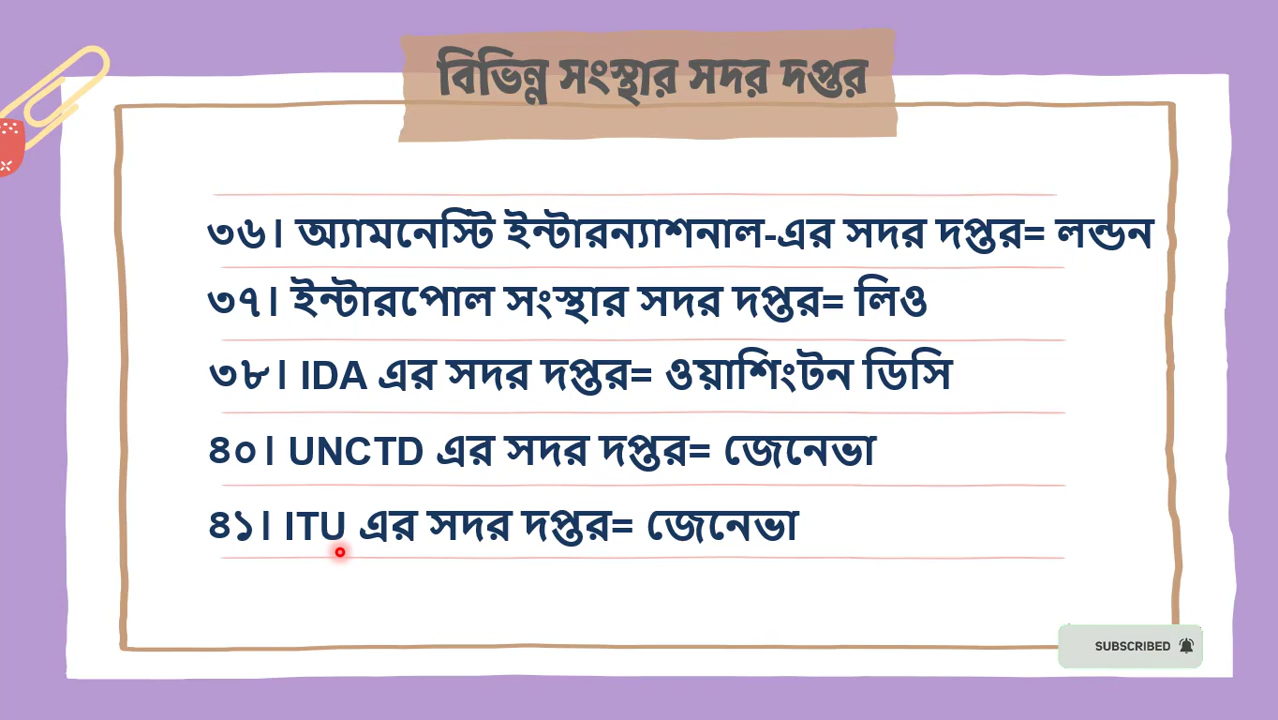 বিভিন্ন সংস্থার সদর দপ্তর
৩৬। অ্যামনেস্টি ইন্টারন্যাশনাল-এর সদর দপ্তর= লন্ডন
৩৭। ইন্টারপোল সংস্থার সদর দপ্তর= লিও
৩৮। IDA এর সদর দপ্তর= ওয়াশিংটন ডিসি
৪০। UNCTD এর সদর দপ্তর= জেনেভা
৪১। ITU এর সদর দপ্তর= জেনেভা
SUBSCRIBED